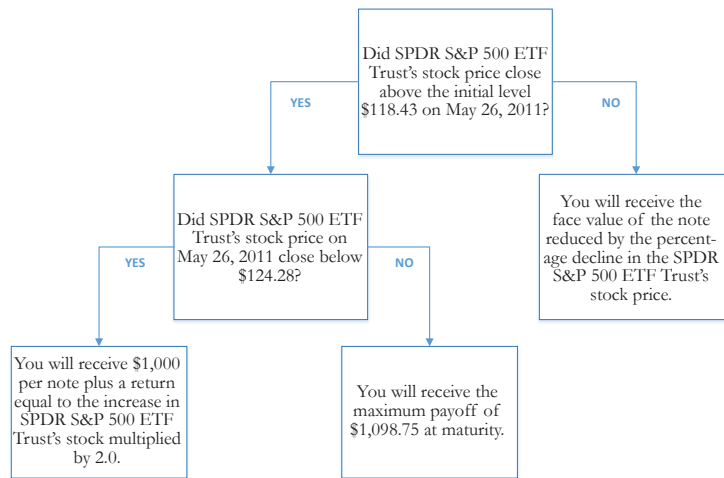 Did SPDR S&P 500 ETF
Trust's stock price close
above the initial level
$118.43 on May 26, 2011?
YES
NO
Did SPDR S&P 500 ETF
Trust's stock price on
May 26, 2011 close below
$124.28?
You will receive the
face value of the note
reduced by the percent-
age decline in the SPDR
S&P 500 ETF Trust's
stock price.
YES
NO
You will receive $1,000
per note plus a return
equal to the increase in
SPDR S&P 500 ETF
Trust's stock multiplied
by 2.0.
You will receive the
maximum payoff of
$1,098.75 at maturity.